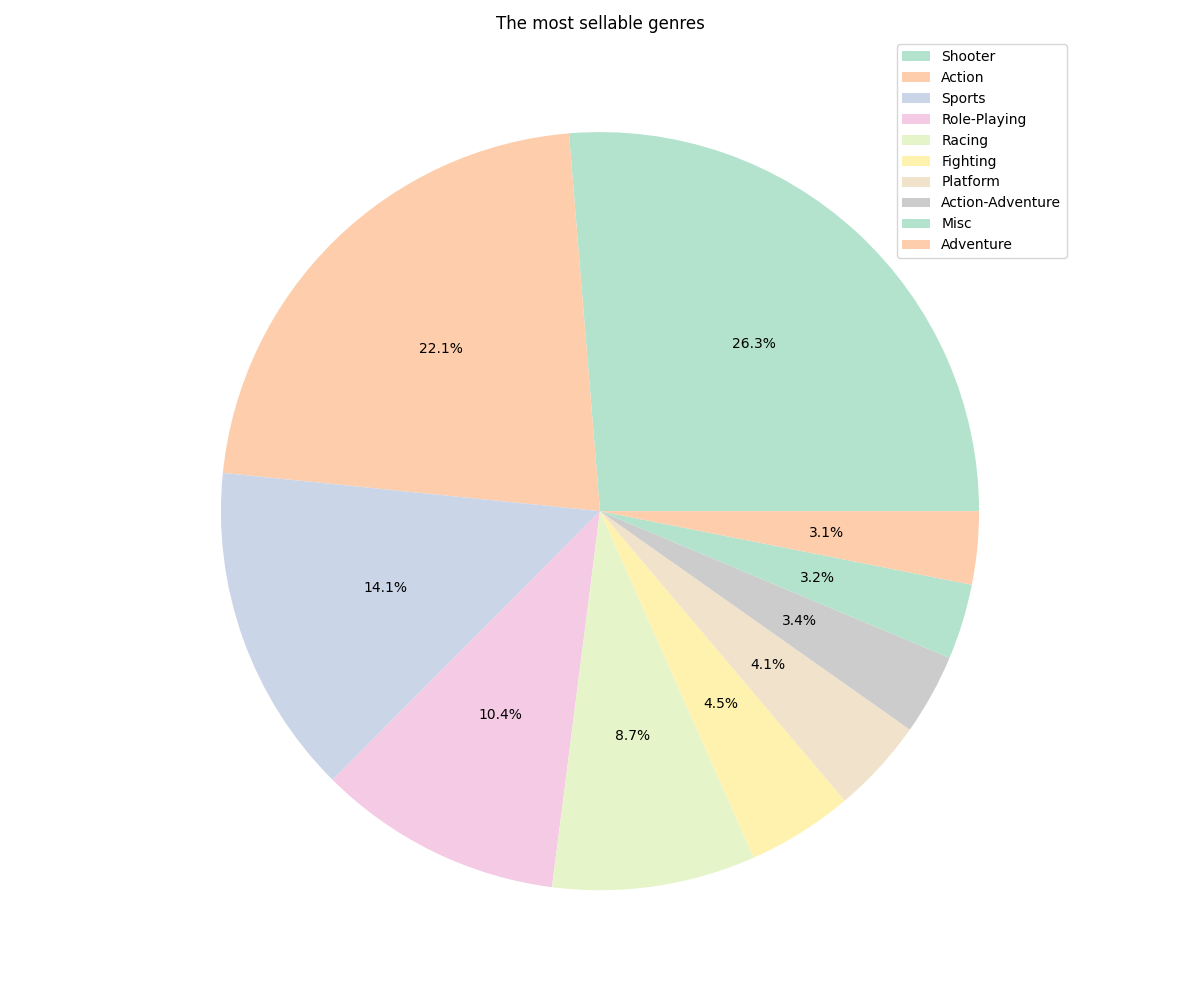 The most sellable genres
Shooter
Action
Sports
Role-Playing
Racing
Fighting
Platform
Action-Adventure
Misc
Adventure
26.3%
22.1%
14.1%
10.4%
8.7%
4.5%
4.1%
3.4%
3.2%
3.1%